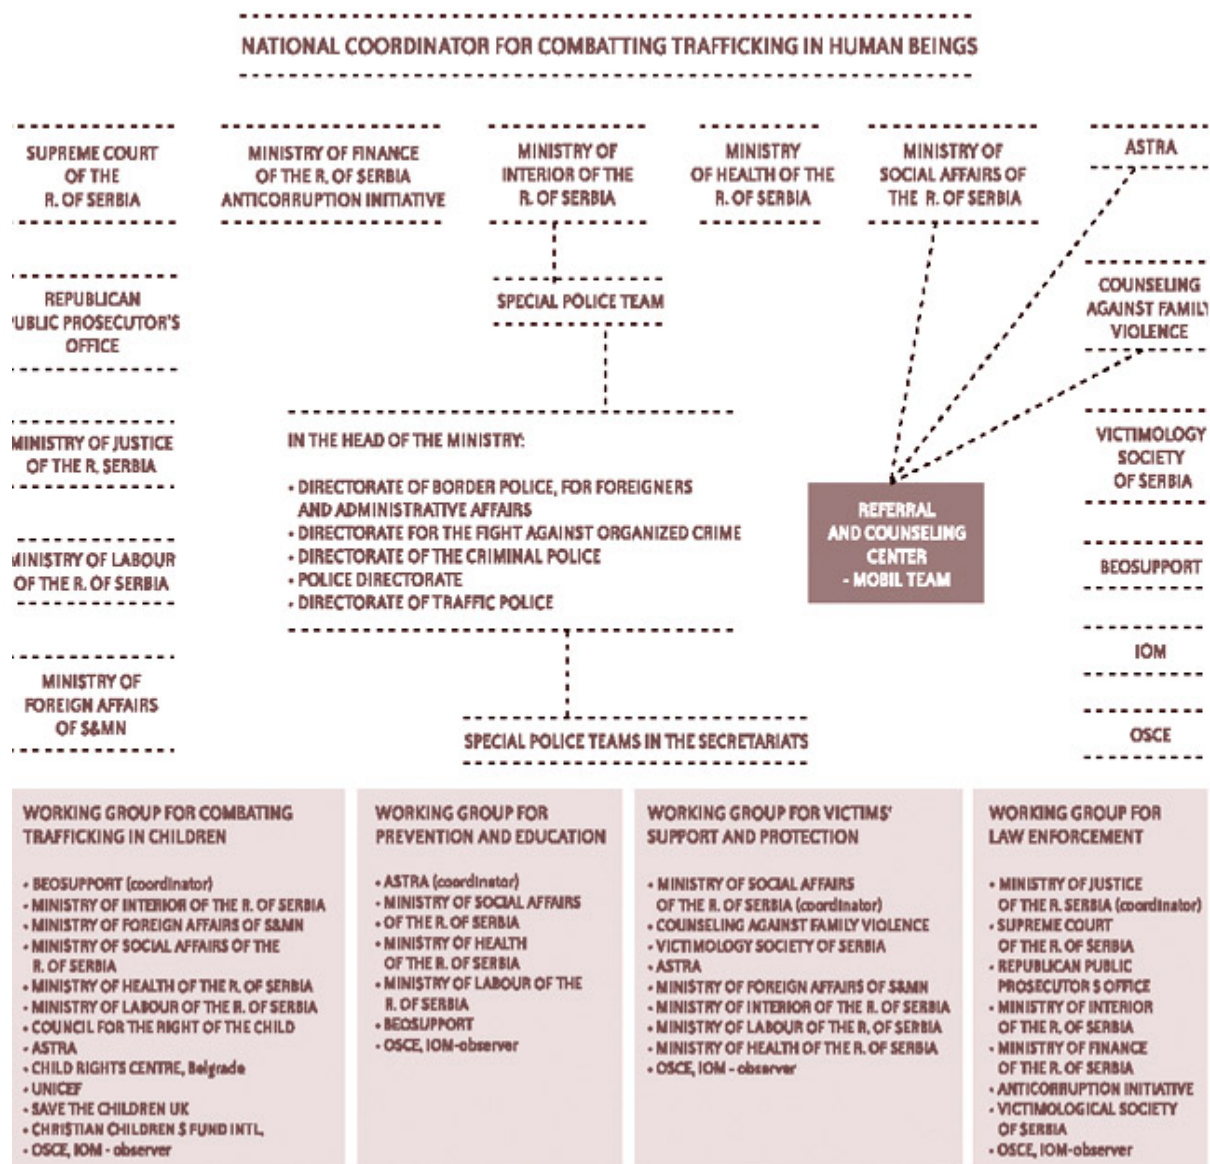 NATIONAL COORDINATOR FOR COMBATTING TRAFFICKING IN HUMAN BEINGS
SUPREME COURT
OF THE
R. OF SERBIA
MINISTRY OF FINANCE
OF THE R. OF SERBIA
ANTICORRUPTION INITIATIVE
MINISTRY OF
INTERIOR OF THE
R. OF SERBIA
MINISTRY
OF HEALTH OF THE
R. OF SERBIA
MINISTRY OF
SOCIAL AFFAIRS OF
THE R. OF SERBIA
ASTRA
REPUBLICAN
UBLIC PROSECUTOR'S
OFFICE
SPECIAL POLICE TEAM
COUNSELING
AGAINST FAMILY
VIOLENCE
MINISTRY OF JUSTICE
OF THE R. SERBIA
IN THE HEAD OF THE MINISTRY:
• DIRECTORATE OF BORDER POLICE, FOR FOREIGNERS
AND ADMINISTRATIVE AFFAIRS
• DIRECTORATE FOR THE FIGHT AGAINST ORGANIZED CRIME
• DIRECTORATE OF THE CRIMINAL POLICE
• POLICE DIRECTORATE
• DIRECTORATE OF TRAFFIC POLICE
REFERRAL
AND COUNSELING
CENTER
- MOBIL TEAM
VICTIMOLOGY
SOCIETY
OF SERBIA
MINISTRY OF LABOUR
OF THE R. OF SERBIA
BEOSUPPORT
IOM
MINISTRY OF
FOREIGN AFFAIRS
OF S&MN
OSCE
SPECIAL POLICE TEAMS IN THE SECRETARIATS
WORKING GROUP FOR COMBATING
TRAFFICKING IN CHILDREN
• BEOSUPPORT (coordinator)
• MINISTRY OF INTERIOR OF THE R. OF SERBIA
• MINISTRY OF FOREIGN AFFAIRS OF S&MN
• MINISTRY OF SOCIAL AFFAIRS OF THE
R. OF SERBIA
• MINISTRY OF HEALTH OF THE R. OF SERBIA
• MINISTRY OF LABOUR OF THE R. OF SERBIA
• COUNCIL FOR THE RIGHT OF THE CHILD
• ASTRA
• CHILD RIGHTS CENTRE, Belgrade
• UNICEF
• SAVE THE CHILDREN UK
• CHRISTIAN CHILDREN S FUND INTL,
• OSCE, IOM - observer
WORKING GROUP FOR
PREVENTION AND EDUCATION
• ASTRA (coordinator)
• MINISTRY OF SOCIAL AFFAIRS
• OF THE R. OF SERBIA
• MINISTRY OF HEALTH
OF THE R. OF SERBIA
• MINISTRY OF LABOUR OF THE
R. OF SERBIA
• BEOSUPPORT
• OSCE, IOM-observer
WORKING GROUP FOR VICTIMS'
SUPPORT AND PROTECTION
• MINISTRY OF SOCIAL AFFAIRS
OF THE R. OF SERBIA (coordinator)
• COUNSELING AGAINST FAMILY VIOLENCE
• VICTIMOLOGY SOCIETY OF SERBIA
• ASTRA
• MINISTRY OF FOREIGN AFFAIRS OF S&MN
• MINISTRY OF INTERIOR OF THE R. OF SERBIA
• MINISTRY OF LABOUR OF THE R. OF SERBIA
• MINISTRY OF HEALTH OF THE R. OF SERBIA
• OSCE, IOM - observer
WORKING GROUP FOR
LAW ENFORCEMENT
• MINISTRY OF JUSTICE
OF THE R. SERBIA (coordinator)
• SUPREME COURT
OF THE R. OF SERBIA
• REPUBLICAN PUBLIC
PROSECUTOR S OFFICE
• MINISTRY OF INTERIOR
OF THE R. OF SERBIA
• MINISTRY OF FINANCE
OF THE R. OF SERBIA
• ANTICORRUPTION INITIATIVE
• VICTIMOLOGICAL SOCIETY
OF SERBIA
• OSCE, IOM-observer